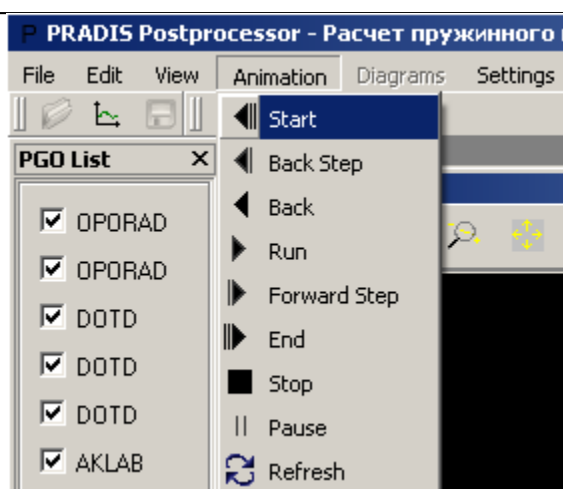 PRADIS Postprocessor - Расчет пружинного
File Edit View Animation Diagrams Settings
Start
PGO List
Back Step
Back
OPORAD
Run
OPORAD
Forward Step
DOTD
End
DOTD
Stop
DOTD
Pause
AKLAB
Refresh